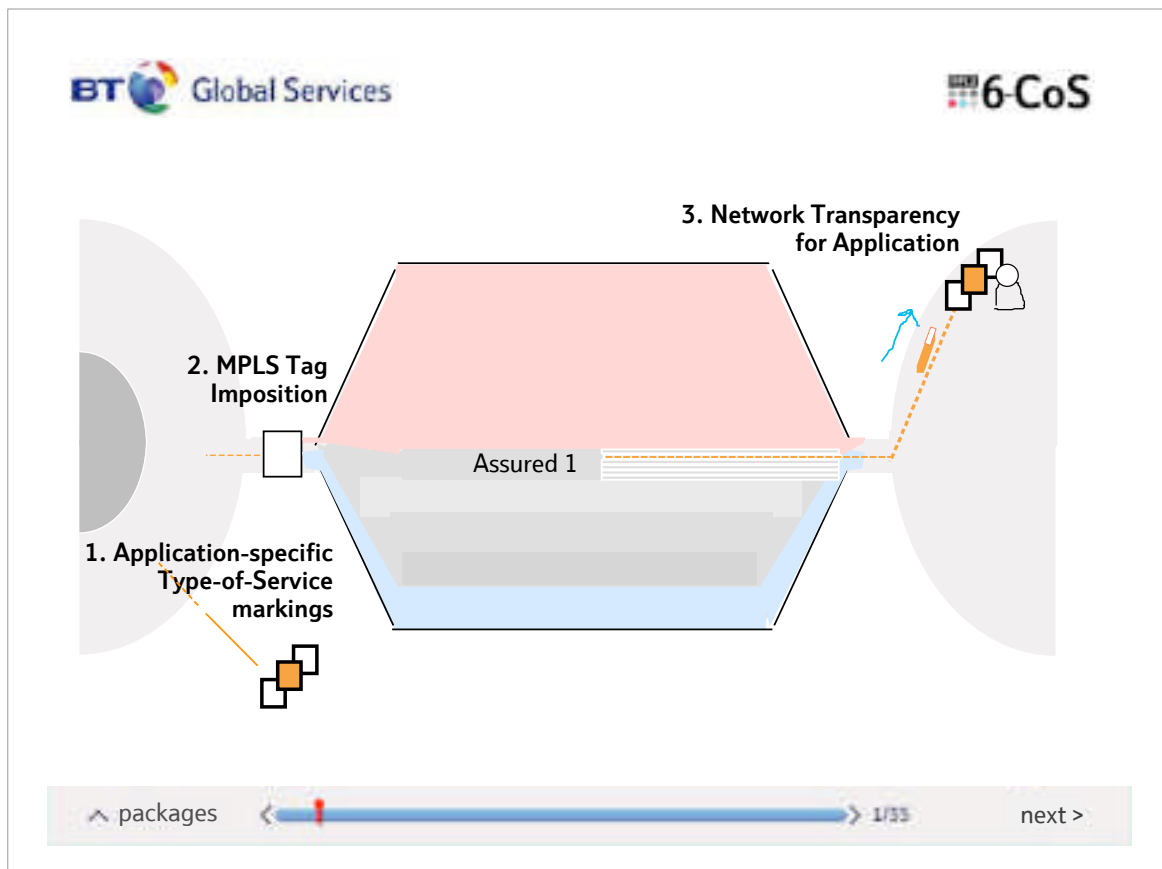 BT Global Services
6-CoS
3. Network Transparency
for Application
2. MPLS Tag
Imposition
Assured 1
1. Application-specific
Type-of-Service
markings
packages
1/35
next >